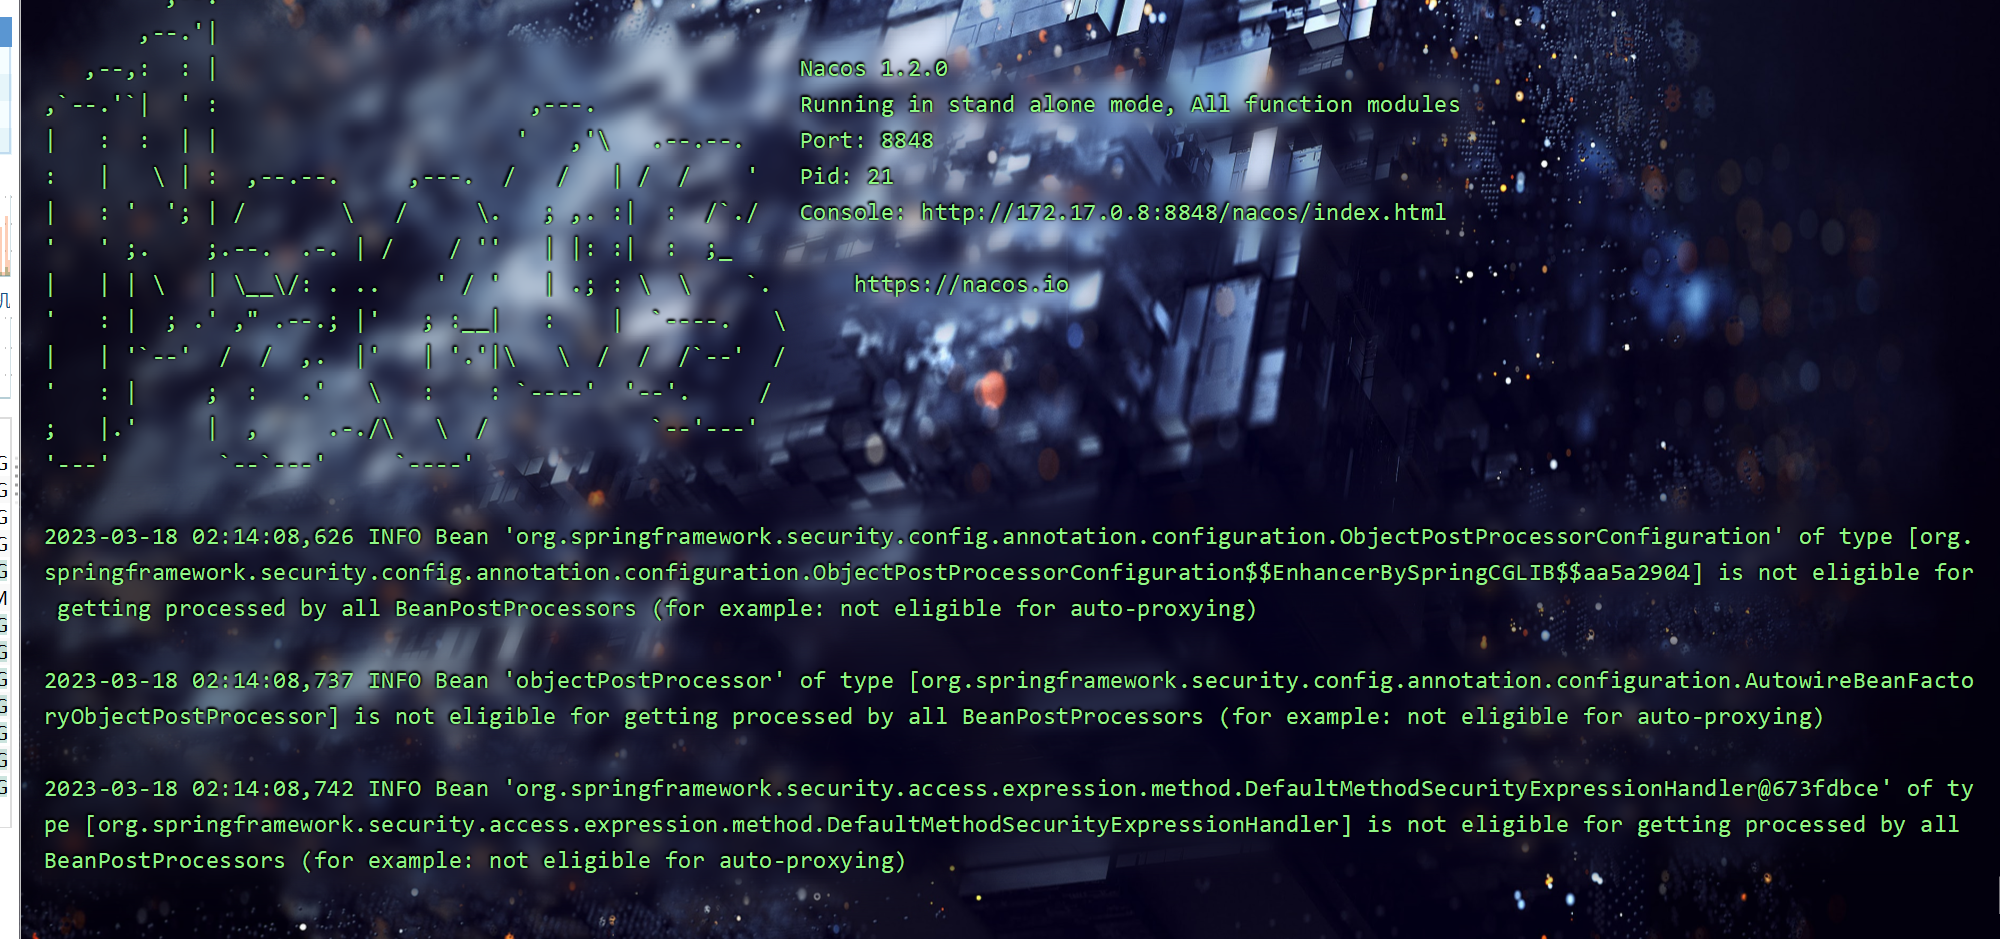 Nacos 1.2.0
Running in stand alone mode, All function modules
Port: 8848
Pid: 21
Console: http://172.17.0.8:8848/nacos/index.html
https://nacos.io
2023-03-18 02:14:08,626 INFO Bean 'org.springframework.security.config.annotation.configuration.ObjectPostProcessorConfiguration' of type [org.
springframework.security.config.annotation.configuration.ObjectPostProcessorConfiguration$$EnhancerBySpringCGLIB$$aa5a2904] is not eligible for
getting processed by all BeanPostProcessors (for example: not eligible for auto-proxying)
2023-03-18 02:14:08,737 INFO Bean 'objectPostProcessor' of type [org.springframework.security.config.annotation.configuration.AutowireBeanFacto
ryObjectPostProcessor] is not eligible for getting processed by all BeanPostProcessors (for example: not eligible for auto-proxying)
2023-03-18 02:14:08,742 INFO Bean 'org.springframework.security.access.expression.method.DefaultMethodSecurityExpressionHandler@673fdbce' of ty
pe [org.springframework.security.access.expression.method.DefaultMethodSecurityExpressionHandler] is not eligible for getting processed by all
BeanPostProcessors (for example: not eligible for auto-proxying)